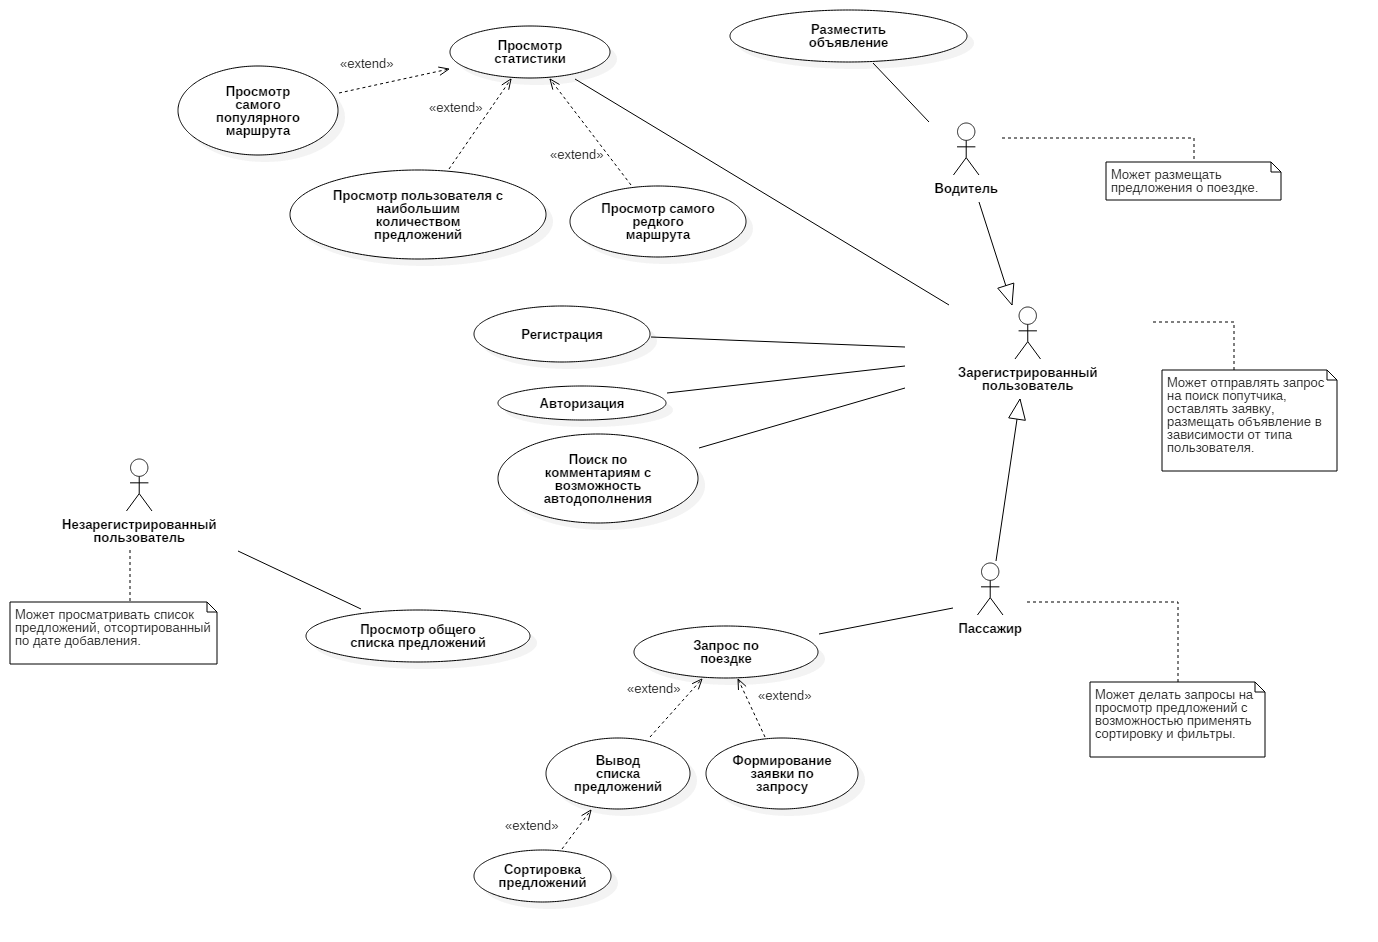 Разместить
объявление
Просмотр
статистики
«extend»
Просмотр
самого
популярного
маршрута
«extend»
«extend»
Водитель
Может размещать
предложения о поездке.
Просмотр пользователя с
наибольшим
количеством
предложений
Просмотр самого
редкого
маршрута
Регистрация
Зарегистрированный
пользователь
Может отправлять запрос
на поиск попутчика,
оставлять заявку,
размещать объявление в
зависимости от типа
пользователя.
Авторизация
Поиск по
комментариям с
возможность
автодополнения
Незарегистрированный
пользователь
Может просматривать список
предложений, отсортированный
по дате добавления.
Просмотр общего
списка предложений
Пассажир
Запрос по
поездке
«extend»
«extend»
Может делать запросы на
просмотр предложений с
возможностью применять
сортировку и фильтры.
Вывод
списка
предложений
Формирование
заявки по
запросу
«extend»
Сортировка
предложений